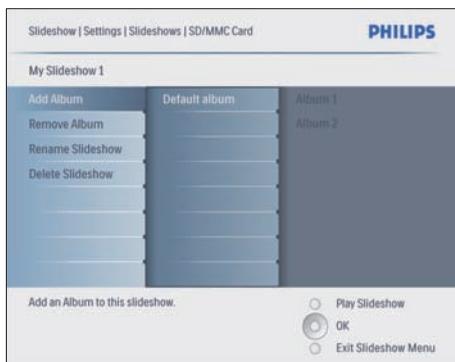 Slideshow | Settings | Slideshows | SD/MMC Card
PHILIPS
My Slideshow 1
Add Album
Default album
Album 1
Remove Album
Album 2
Rename Slideshow
Delete Slideshow
Add an Album to this slideshow.
Play Slideshow
OK
Exit Slideshow Menu